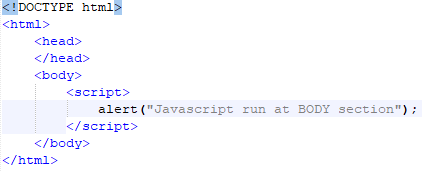 <!DOCTYPE html>
<html>
<head>
</head>
<body>
<script>
alert("Javascript run at BODY section");
</script>
</body>
</html>